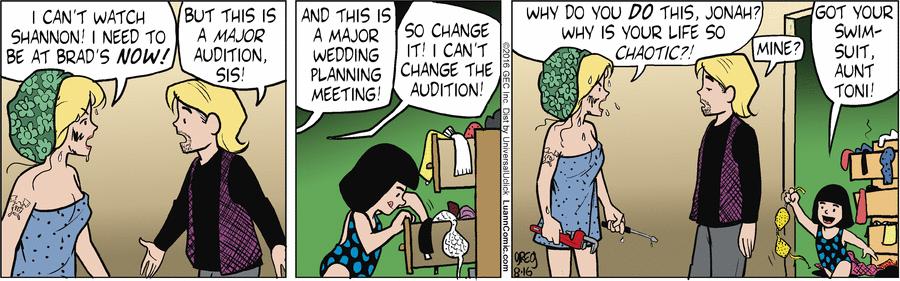 I CAN'T WATCH
SHANNON! I NEED TO
BE AT BRAD'S NOW!
BUT THIS IS
A MAJOR
AUDITION,
SIS!
AND THIS IS
A MAJOR
WEDDING
PLANNING
MEETING!
SO CHANGE
IT! I CAN'T
CHANGE THE
AUDITION!
©2016 GEC Inc. Dist by UniversalUclick LuannComic.com
WHY DO YOU DO THIS, JONAH?
WHY IS YOUR LIFE SO
CHAOTIC?!
MINE?
GOT YOUR
SWIM-
SUIT,
AUNT
TONI!
GREG
8·16